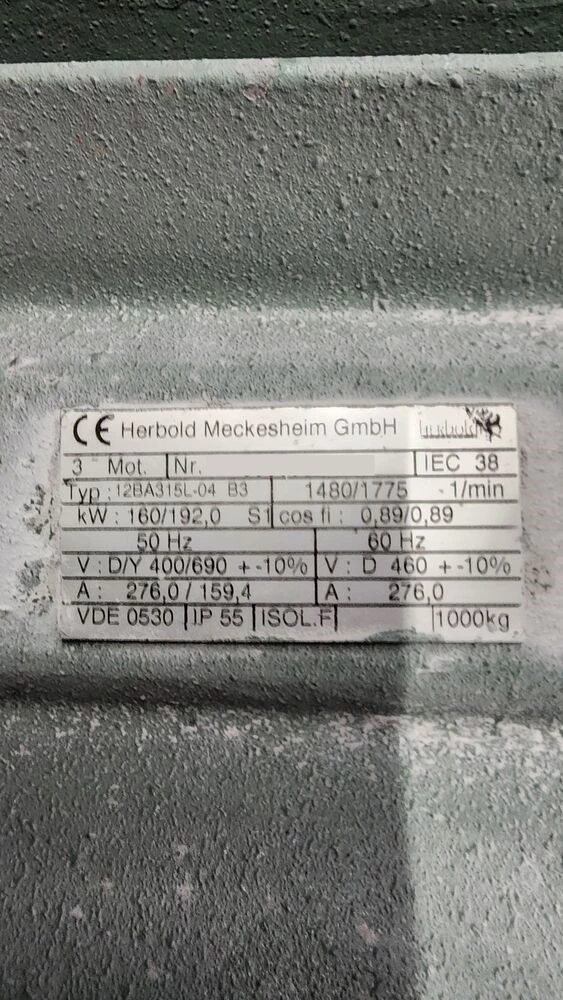 CE Herbold Meckesheim GmbH herbold
3 Mot. Nr. IEC 38
Typ : 12BA315L-04 B3 1480/1775 1/min
kW : 160/192,0 S1 cos fi : 0,89/0,89
50 Hz 60 Hz
V : D/Y 400/690 +-10% V : D 460 +-10%
A : 276,0 / 159,4 A : 276,0
VDE 0530 IP 55 ISOL.F 1000kg